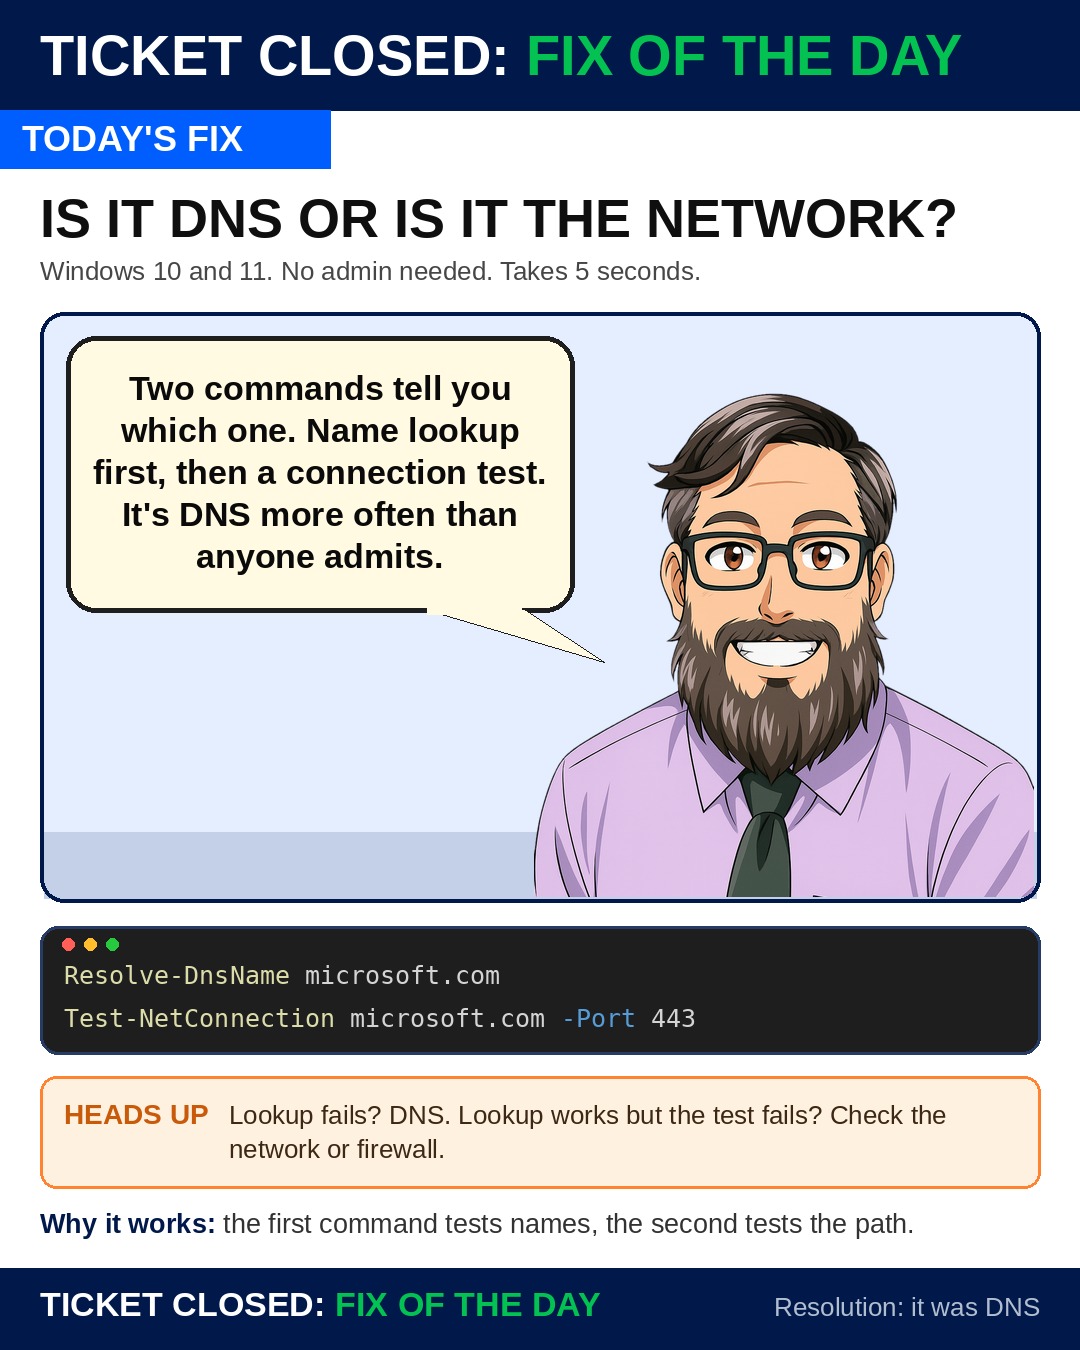 TICKET CLOSED: FIX OF THE DAY
TODAY'S FIX
IS IT DNS OR IS IT THE NETWORK?
Windows 10 and 11. No admin needed. Takes 5 seconds.
Two commands tell you
which one. Name lookup
first, then a connection test.
It's DNS more often than
anyone admits.
Resolve-DnsName microsoft.com
Test-NetConnection microsoft.com -Port 443
HEADS UP Lookup fails? DNS. Lookup works but the test fails? Check the
network or firewall.
Why it works: the first command tests names, the second tests the path.
TICKET CLOSED: FIX OF THE DAY Resolution: it was DNS